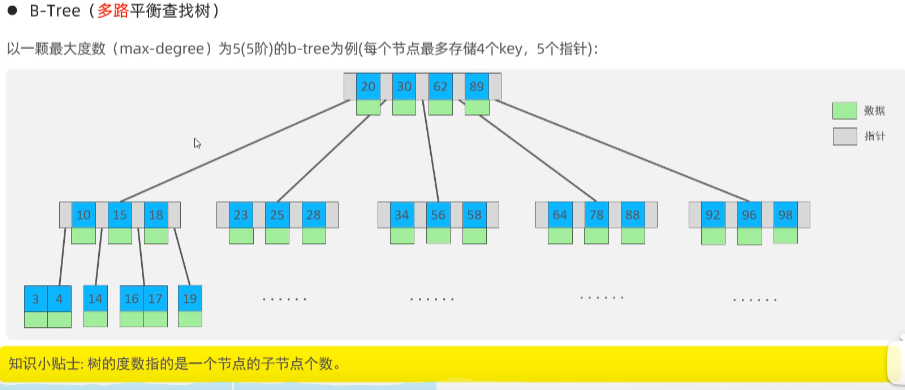 ● B-Tree（多路平衡查找树）
以一颗最大度数（max-degree）为5(5阶)的b-tree为例(每个节点最多存储4个key，5个指针)：
20 30 62 89
数据
指针
10 15 18 23 25 28 34 56 58 64 78 88 92 96 98
3 4 14 16 17 19 ······ ······ ······ ······
知识小贴士: 树的度数指的是一个节点的子节点个数。